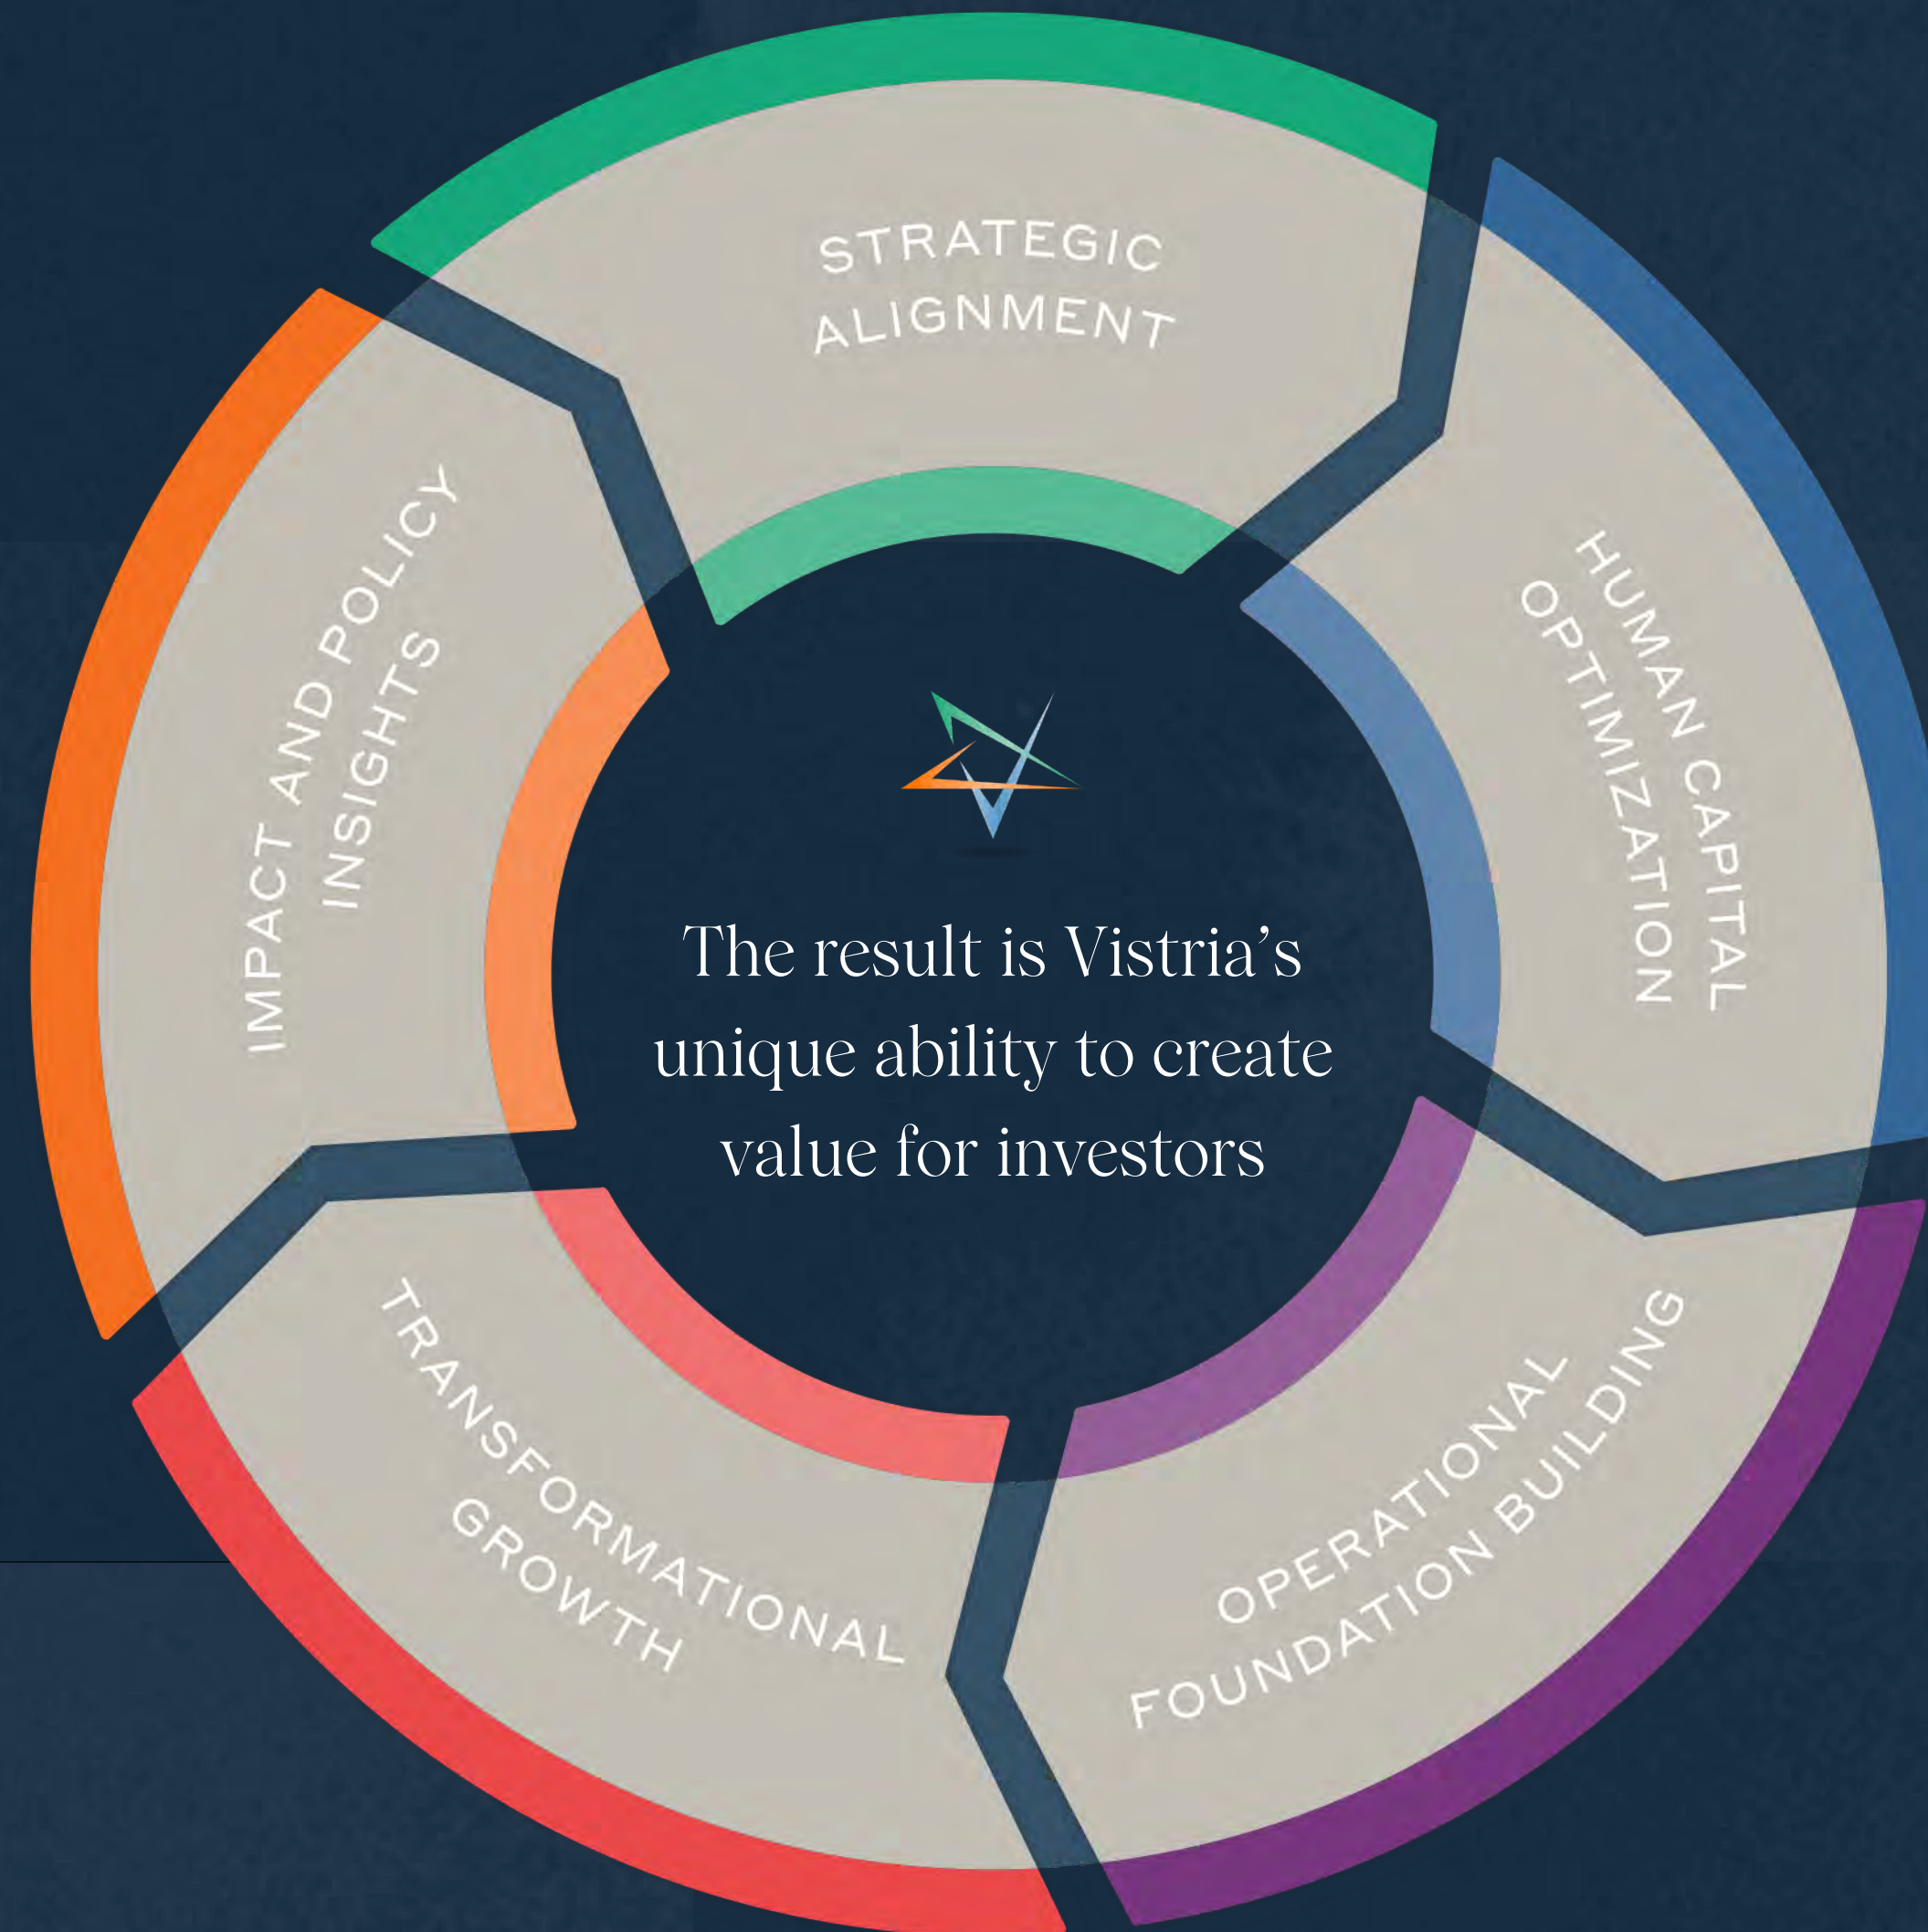 STRATEGIC
ALIGNMENT
HUMAN CAPITAL
OPTIMIZATION
OPERATIONAL
FOUNDATION BUILDING
TRANSFORMATIONAL
GROWTH
IMPACT AND POLICY
INSIGHTS
The result is Vistria’s
unique ability to create
value for investors